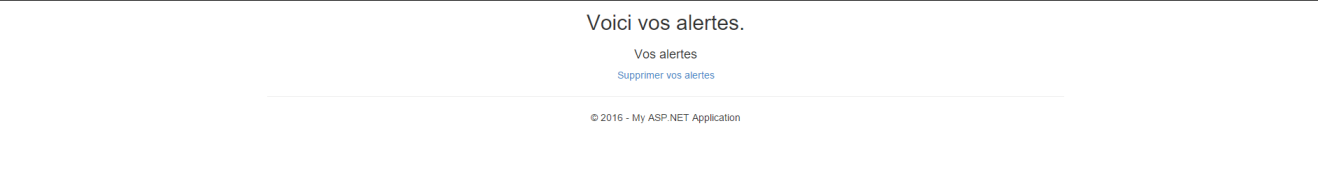 Voici vos alertes.
Vos alertes
Supprimer vos alertes
© 2016 - My ASP.NET Application